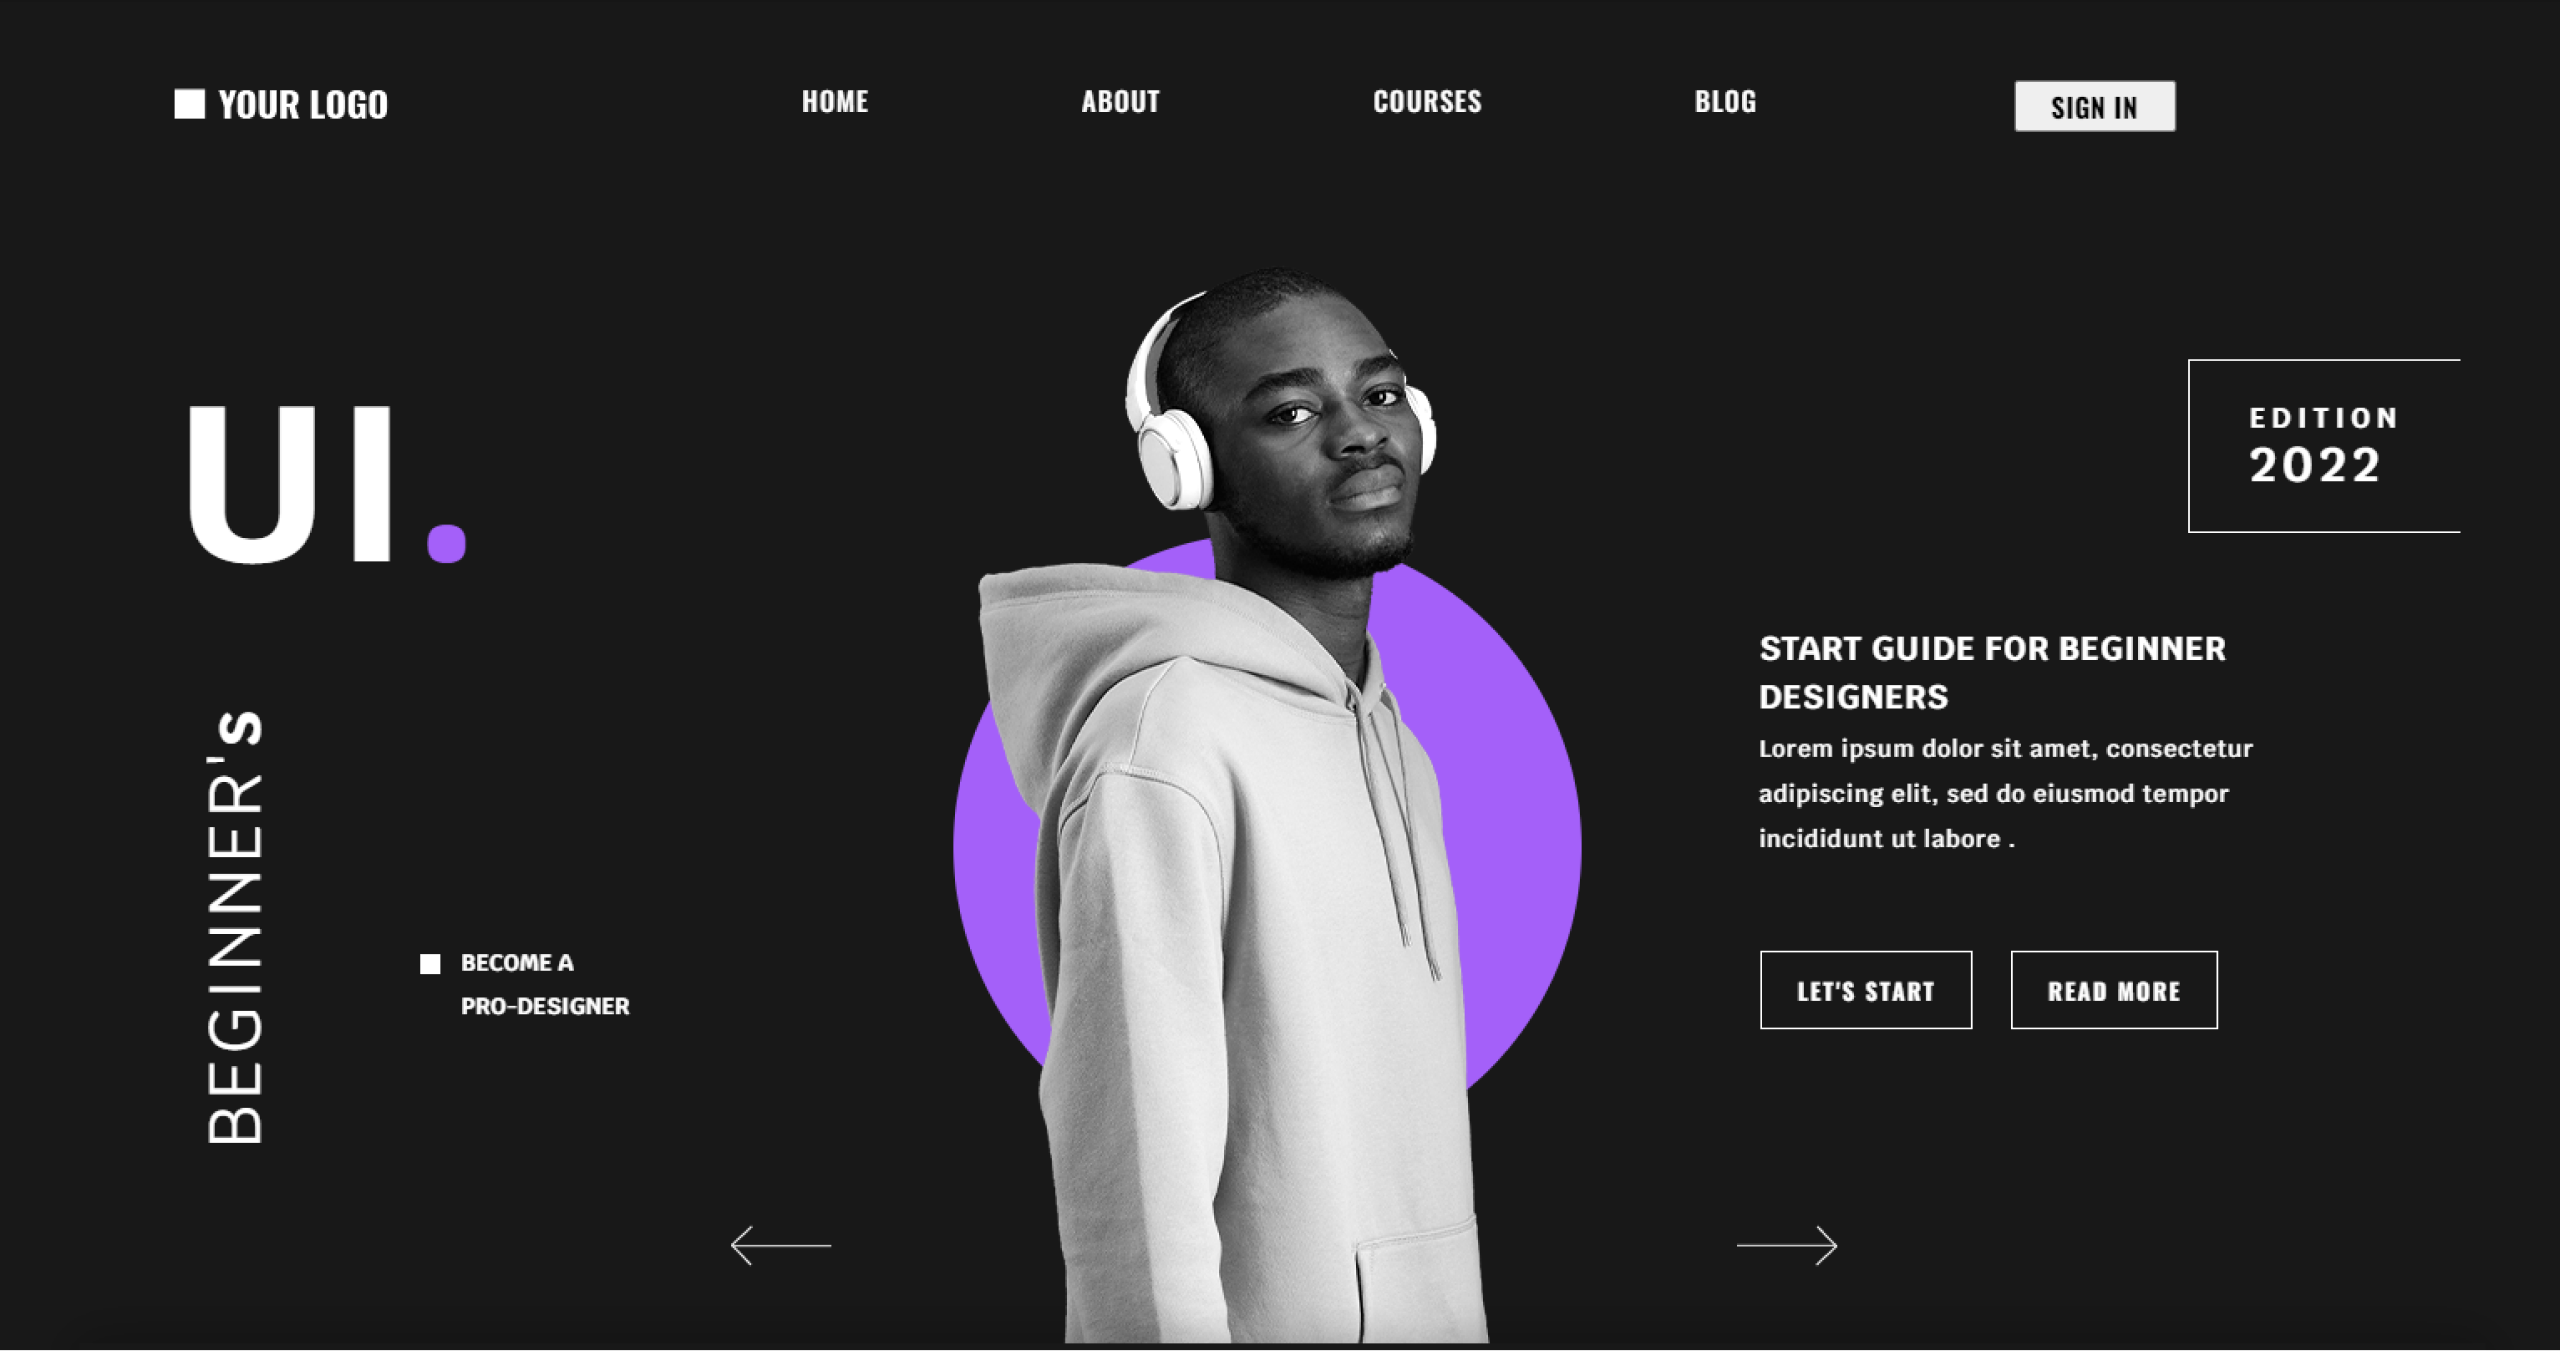 YOUR LOGO
HOME
ABOUT
COURSES
BLOG
SIGN IN
UI.
BEGINNER's
BECOME A
PRO-DESIGNER
EDITION
2022
START GUIDE FOR BEGINNER
DESIGNERS
Lorem ipsum dolor sit amet, consectetur
adipiscing elit, sed do eiusmod tempor
incididunt ut labore .
LET'S START
READ MORE